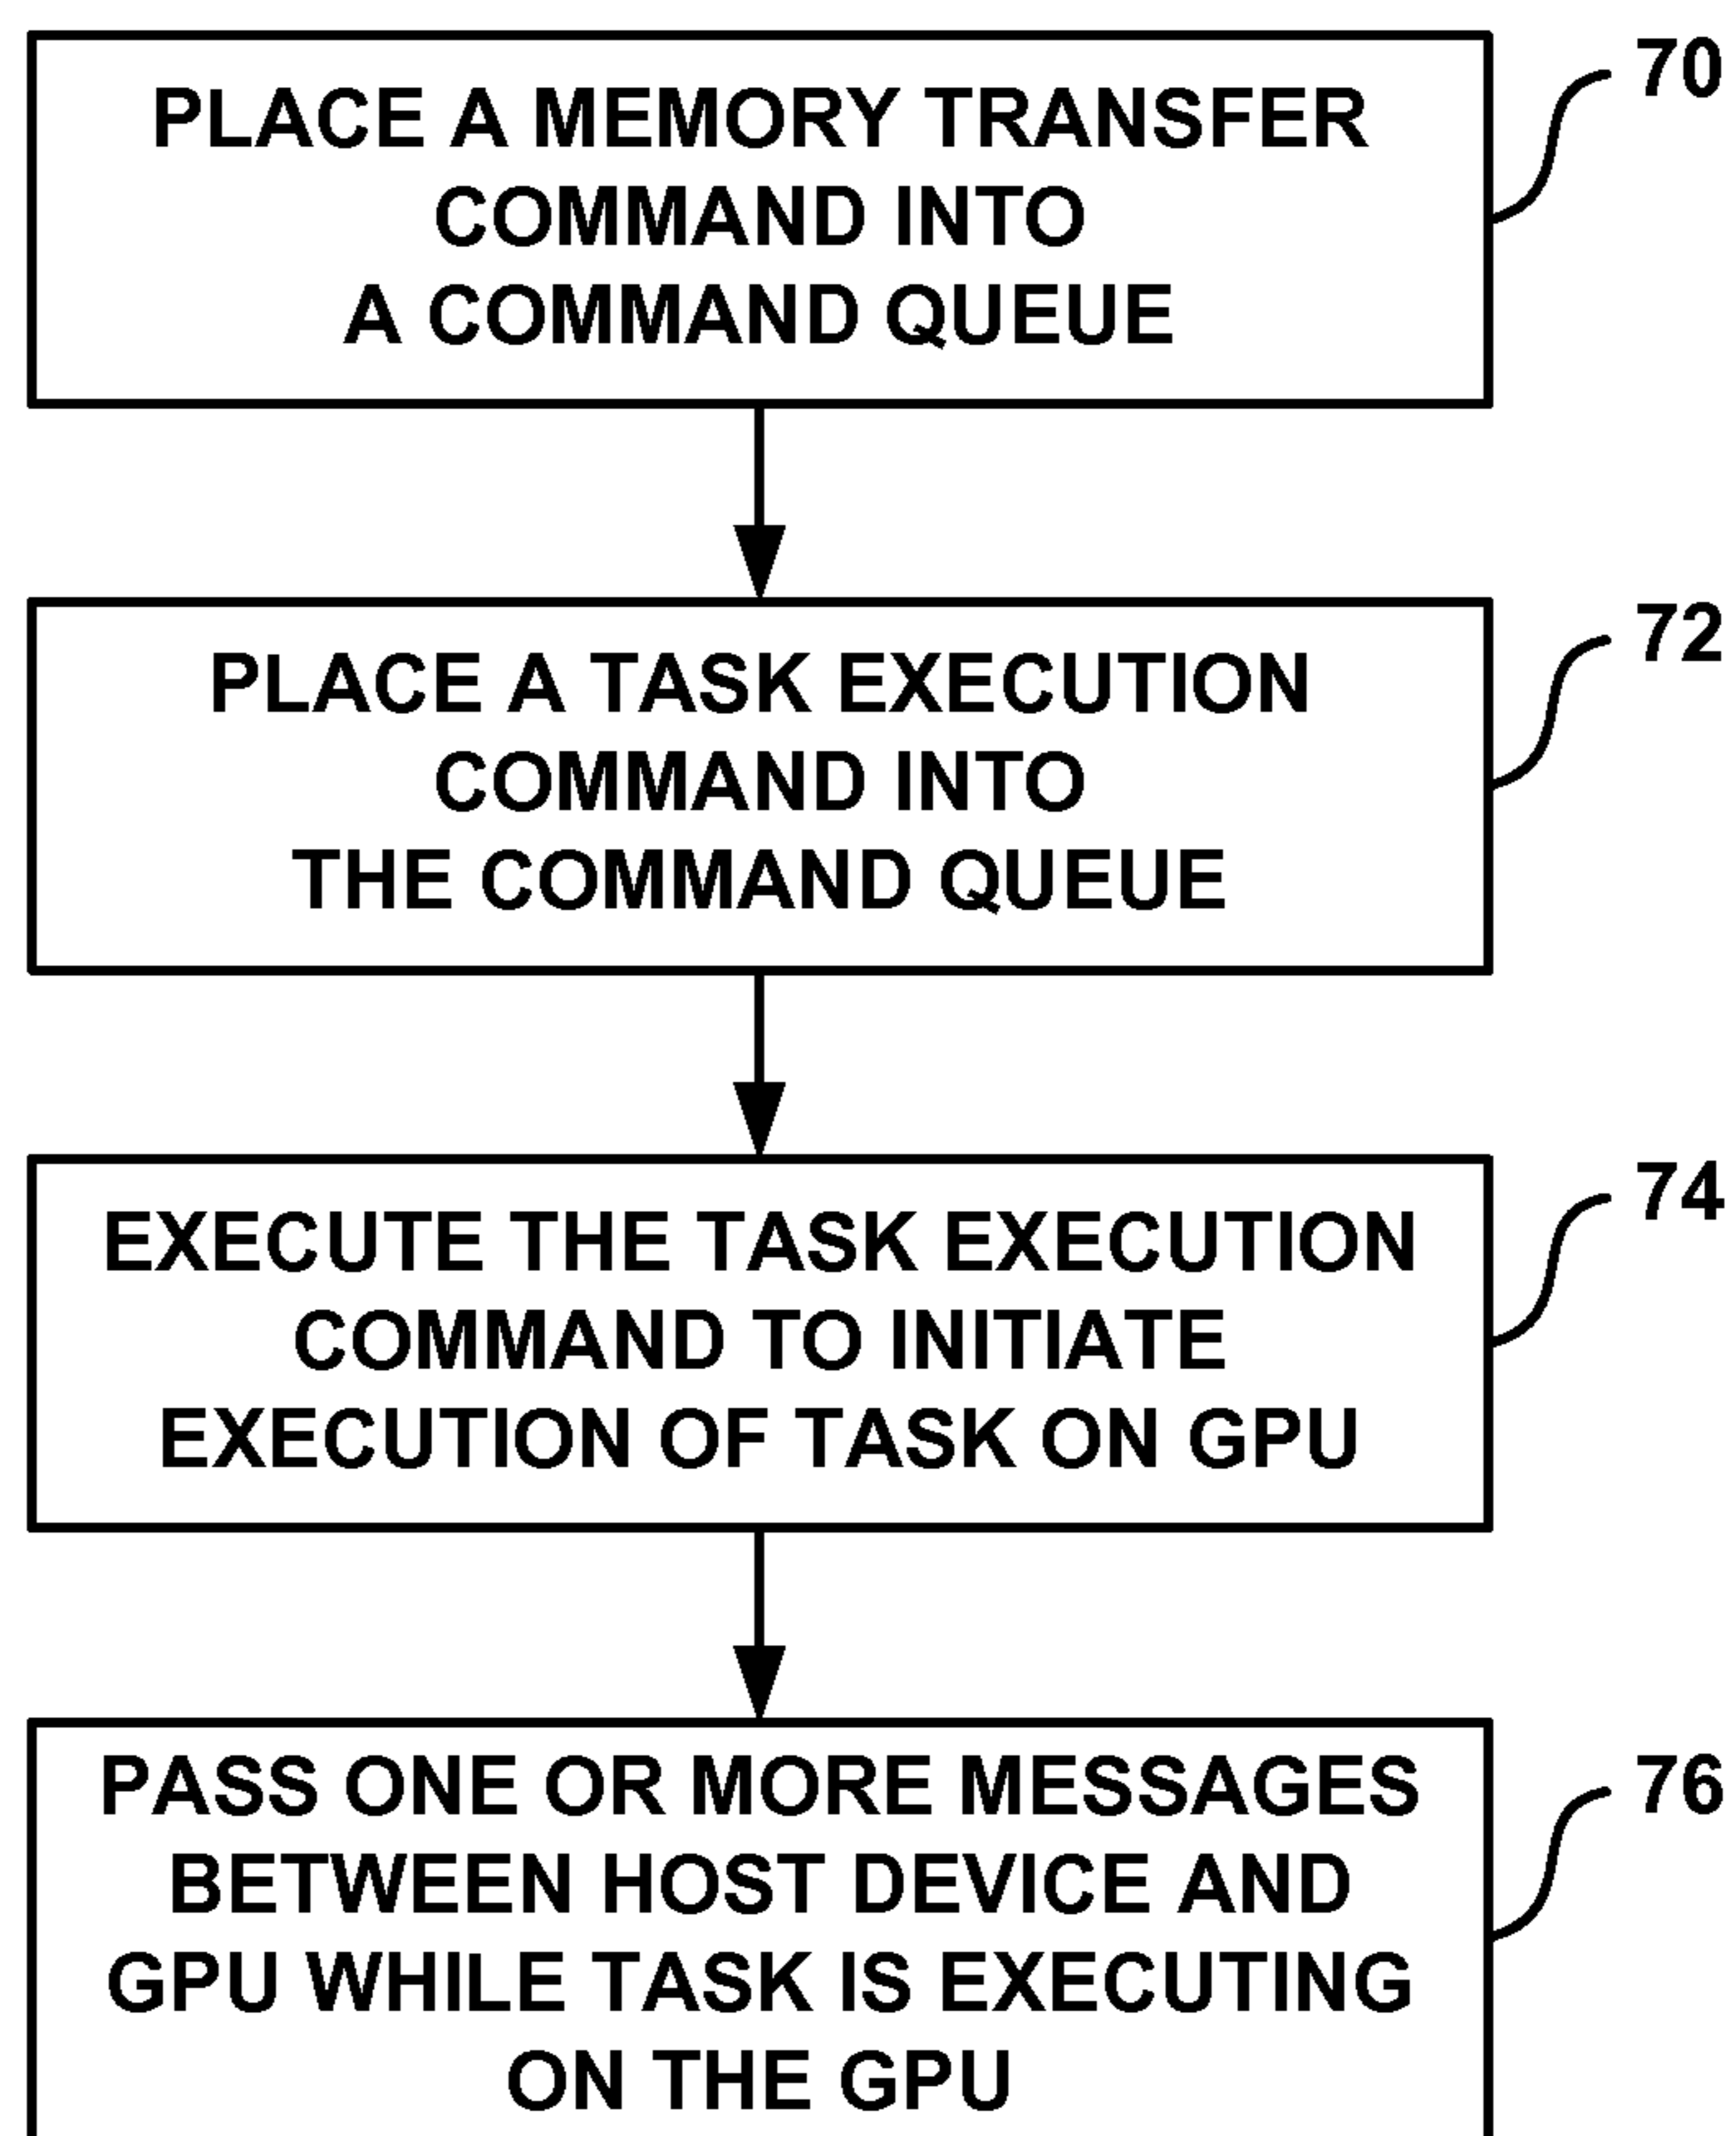 PLACE A MEMORY TRANSFER
COMMAND INTO
A COMMAND QUEUE
70
PLACE A TASK EXECUTION
COMMAND INTO
THE COMMAND QUEUE
72
EXECUTE THE TASK EXECUTION
COMMAND TO INITIATE
EXECUTION OF TASK ON GPU
74
PASS ONE OR MORE MESSAGES
BETWEEN HOST DEVICE AND
GPU WHILE TASK IS EXECUTING
ON THE GPU
76